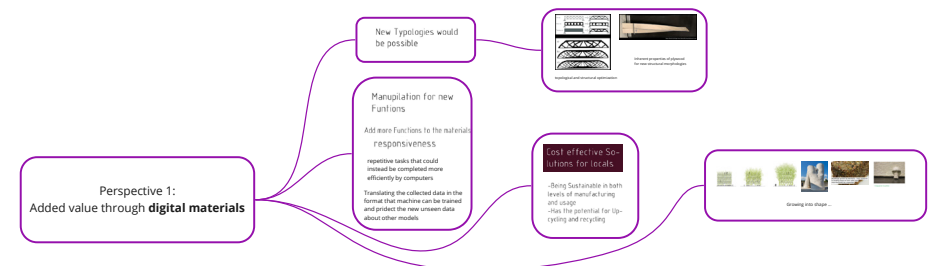 Perspective 1:
Added value through digital materials
New Typologies would
be possible
topological and structural optimization
Inherent properties of plywood
for new structural morphologies
Manupilation for new
Funtions
Add more Functions to the materials
responsiveness
repetitive tasks that could
instead be completed more
efficiently by computers
Translating the collected data in the
format that machine can be trained
and pridect the new unseen data
about other models
Cost effective So-
lutions for locals
-Being Sustainable in both
levels of manufacturing
and usage
-Has the potential for Up-
cycling and recycling
Growing into shape ...